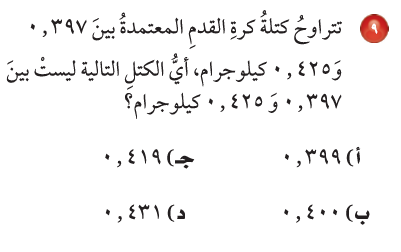 ٩ تتراوحُ كتلةُ كرةِ القدمِ المعتمدةُ بينَ ٠,٣٩٧
وَ ٠,٤٢٥ كيلوجرام، أيُّ الكتلِ التالية ليستْ بينَ
٠,٣٩٧ وَ ٠,٤٢٥ كيلوجرام؟
أ) ٠,٣٩٩ جـ) ٠,٤١٩
ب) ٠,٤٠٠ د) ٠,٤٣١